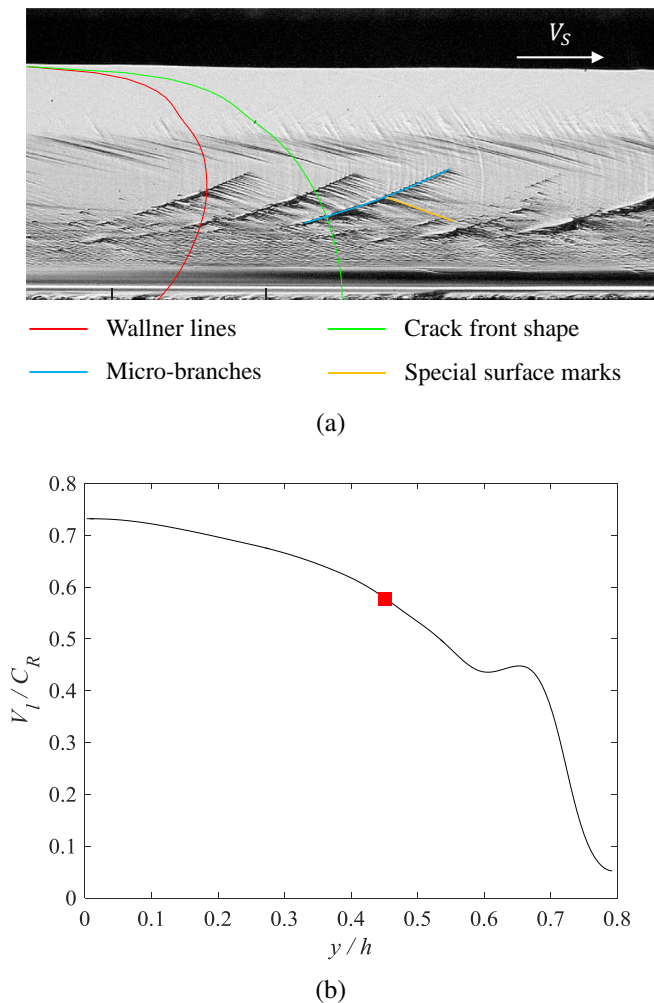 V_S
Wallner lines
Crack front shape
Micro-branches
Special surface marks
(a)
0.8
0.7
0.6
0.5
0.4
0.3
0.2
0.1
0
V_l / C_R
0 0.1 0.2 0.3 0.4 0.5 0.6 0.7 0.8
y / h
(b)